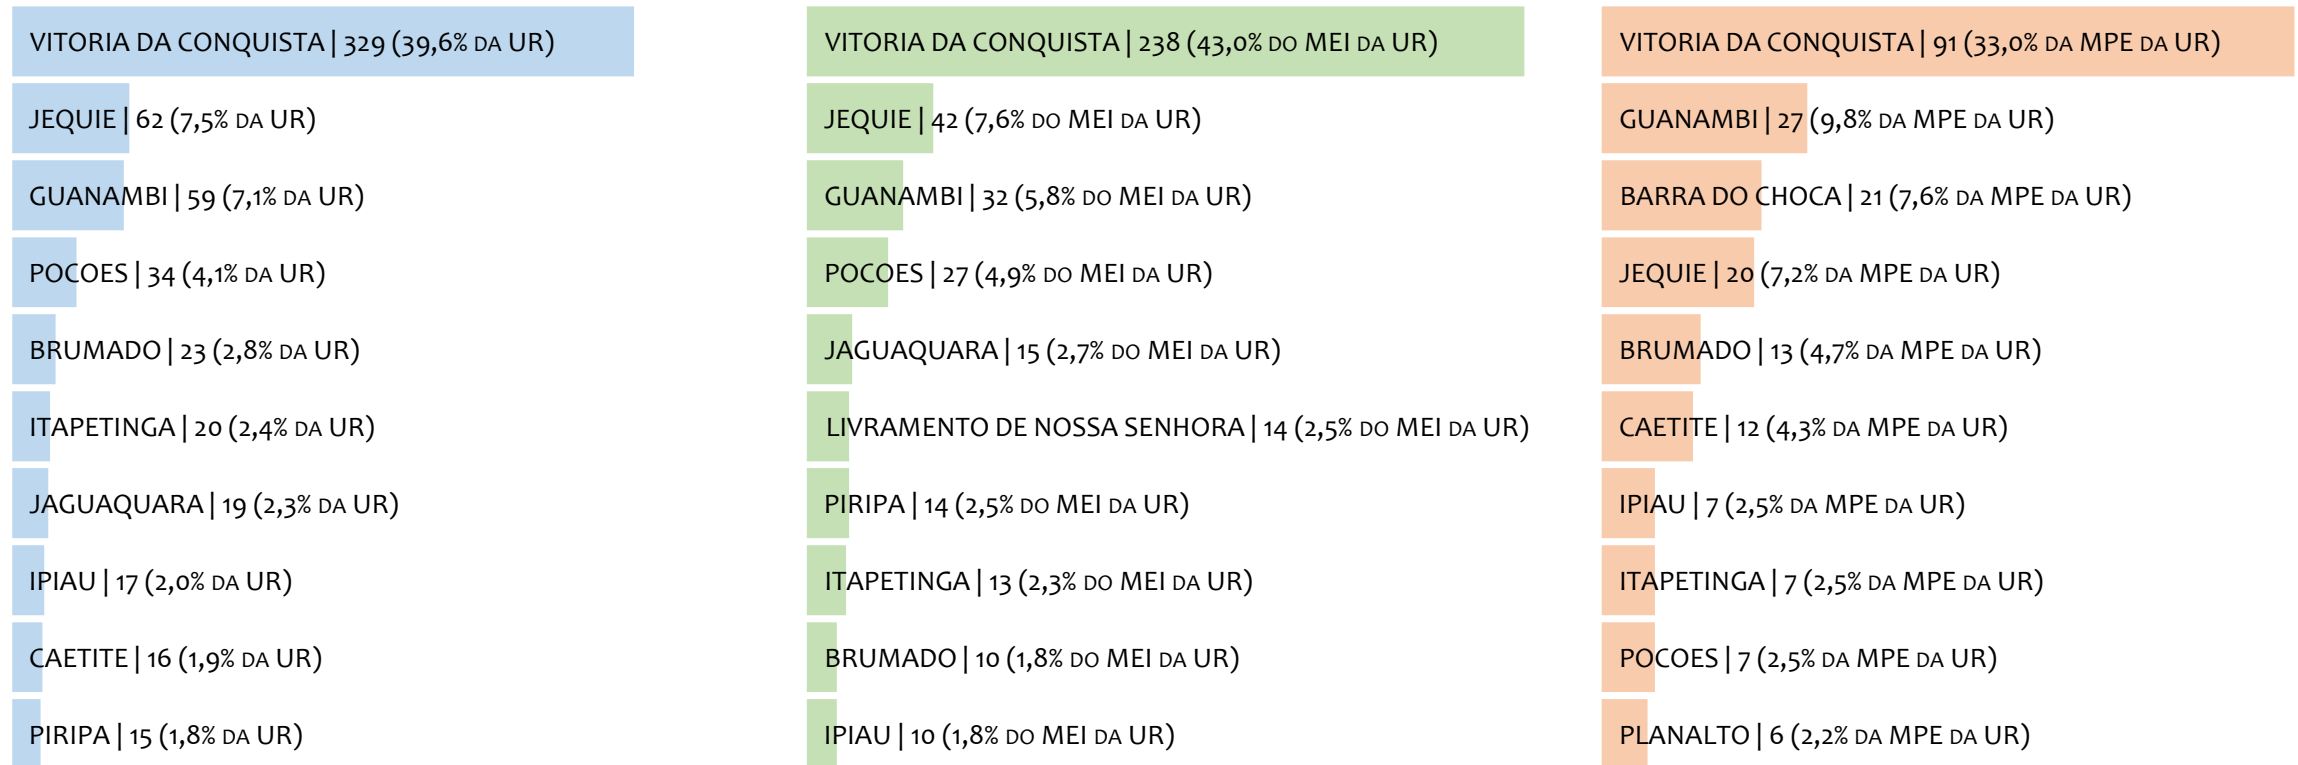 VITORIA DA CONQUISTA | 329 (39,6% DA UR)
JEQUIE | 62 (7,5% DA UR)
GUANAMBI | 59 (7,1% DA UR)
POCOES | 34 (4,1% DA UR)
BRUMADO | 23 (2,8% DA UR)
ITAPETINGA | 20 (2,4% DA UR)
JAGUAQUARA | 19 (2,3% DA UR)
IPIAU | 17 (2,0% DA UR)
CAETITE | 16 (1,9% DA UR)
PIRIPA | 15 (1,8% DA UR)
VITORIA DA CONQUISTA | 238 (43,0% DO MEI DA UR)
JEQUIE | 42 (7,6% DO MEI DA UR)
GUANAMBI | 32 (5,8% DO MEI DA UR)
POCOES | 27 (4,9% DO MEI DA UR)
JAGUAQUARA | 15 (2,7% DO MEI DA UR)
LIVRAMENTO DE NOSSA SENHORA | 14 (2,5% DO MEI DA UR)
PIRIPA | 14 (2,5% DO MEI DA UR)
ITAPETINGA | 13 (2,3% DO MEI DA UR)
BRUMADO | 10 (1,8% DO MEI DA UR)
IPIAU | 10 (1,8% DO MEI DA UR)
VITORIA DA CONQUISTA | 91 (33,0% DA MPE DA UR)
GUANAMBI | 27 (9,8% DA MPE DA UR)
BARRA DO CHOCA | 21 (7,6% DA MPE DA UR)
JEQUIE | 20 (7,2% DA MPE DA UR)
BRUMADO | 13 (4,7% DA MPE DA UR)
CAETITE | 12 (4,3% DA MPE DA UR)
IPIAU | 7 (2,5% DA MPE DA UR)
ITAPETINGA | 7 (2,5% DA MPE DA UR)
POCOES | 7 (2,5% DA MPE DA UR)
PLANALTO | 6 (2,2% DA MPE DA UR)